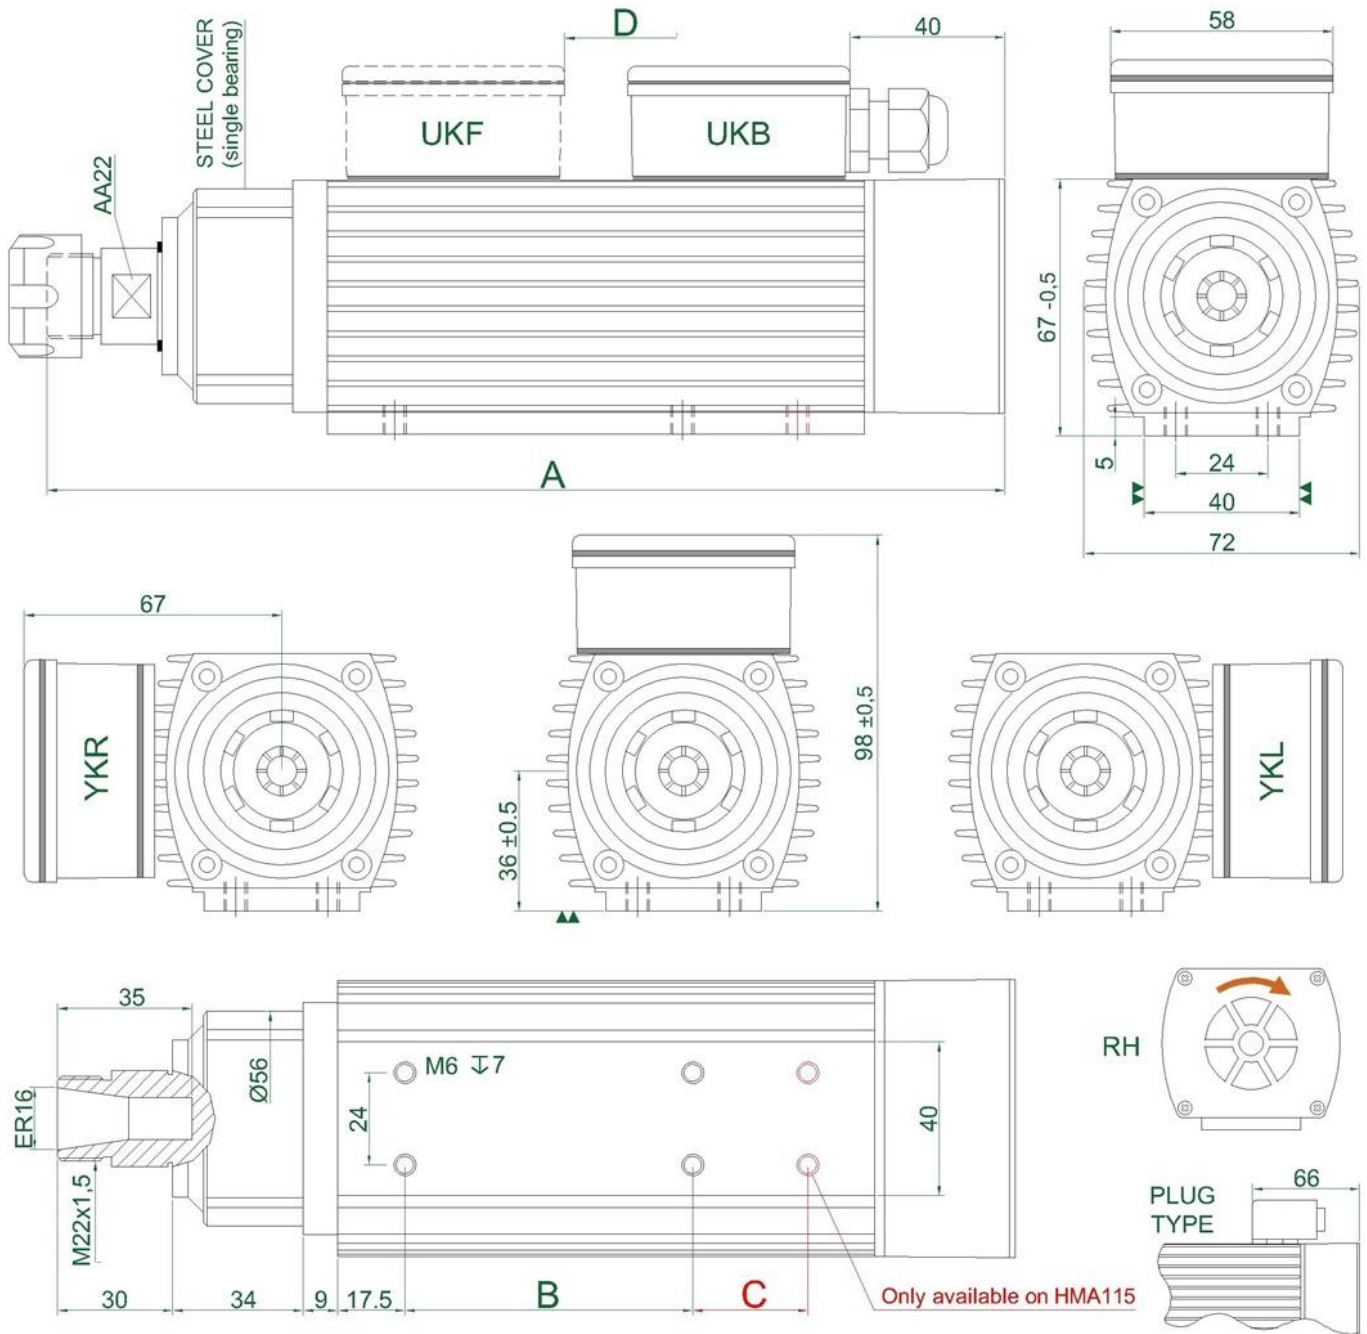 STEEL COVER
(single bearing)
D
40
58
UKF
UKB
AA22
67 -0,5
A
5
24
40
72
67
YKR
98 ±0,5
36 ±0.5
YKL
35
RH
M6 ↧7
Ø56
24
40
ER16
M22x1,5
PLUG
TYPE
66
30
34
9
17.5
B
C
Only available on HMA115